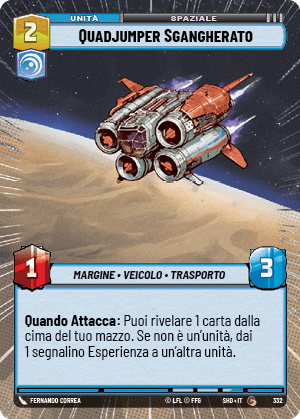 UNITÀ
SPAZIALE
2
QUADJUMPER SGANGHERATO
1
3
MARGINE • VEICOLO • TRASPORTO
Quando Attacca: Puoi rivelare 1 carta dalla
cima del tuo mazzo. Se non è un'unità, dai
1 segnalino Esperienza a un'altra unità.
FERNANDO CORREA
© LFL © FFG
SHD • IT
332